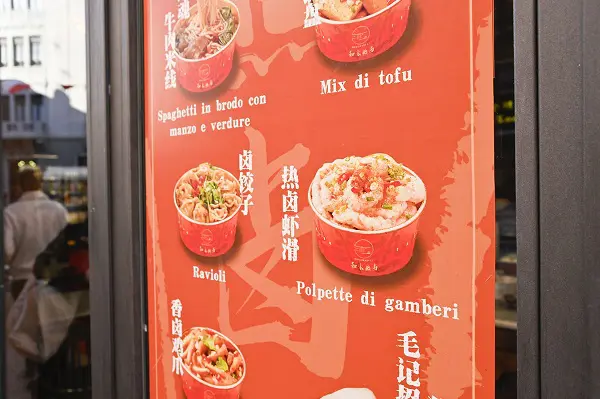 牛肉米线
Spaghetti in brodo con
manzo e verdure
Mix di tofu
卤饺子
Ravioli
热卤虾滑
Polpette di gamberi
香卤鸡爪
毛记